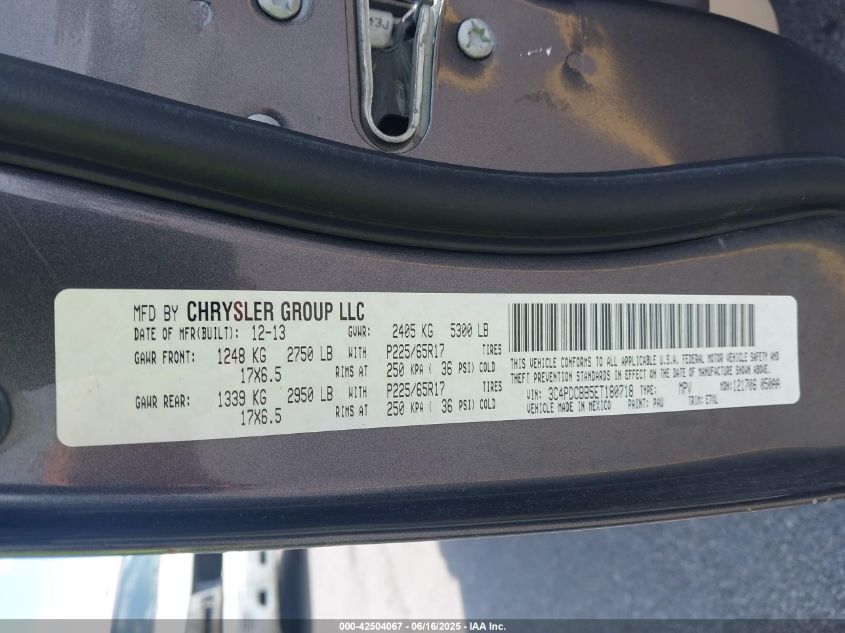 MFD BY CHRYSLER GROUP LLC
DATE OF MFR(BUILT): 12-13 GVWR: 2405 KG 5300 LB
GAWR FRONT: 1248 KG 2750 LB WITH P225/65R17 TIRES
17X6.5 RIMS AT 250 KPA ( 36 PSI) COLD
GAWR REAR: 1339 KG 2950 LB WITH P225/65R17 TIRES
17X6.5 RIMS AT 250 KPA ( 36 PSI) COLD
THIS VEHICLE CONFORMS TO ALL APPLICABLE U.S.A. FEDERAL MOTOR VEHICLE SAFETY AND
THEFT PREVENTION STANDARDS IN EFFECT ON THE DATE OF MANUFACTURE SHOWN ABOVE.
VIN: 3C4PDCBB5ET180718 TYPE: MPV MDH: 121706 050AA
VEHICLE MADE IN MEXICO PAINT: PAU TRIM: ETXL
000-42504067 - 06/16/2025 - IAA Inc.